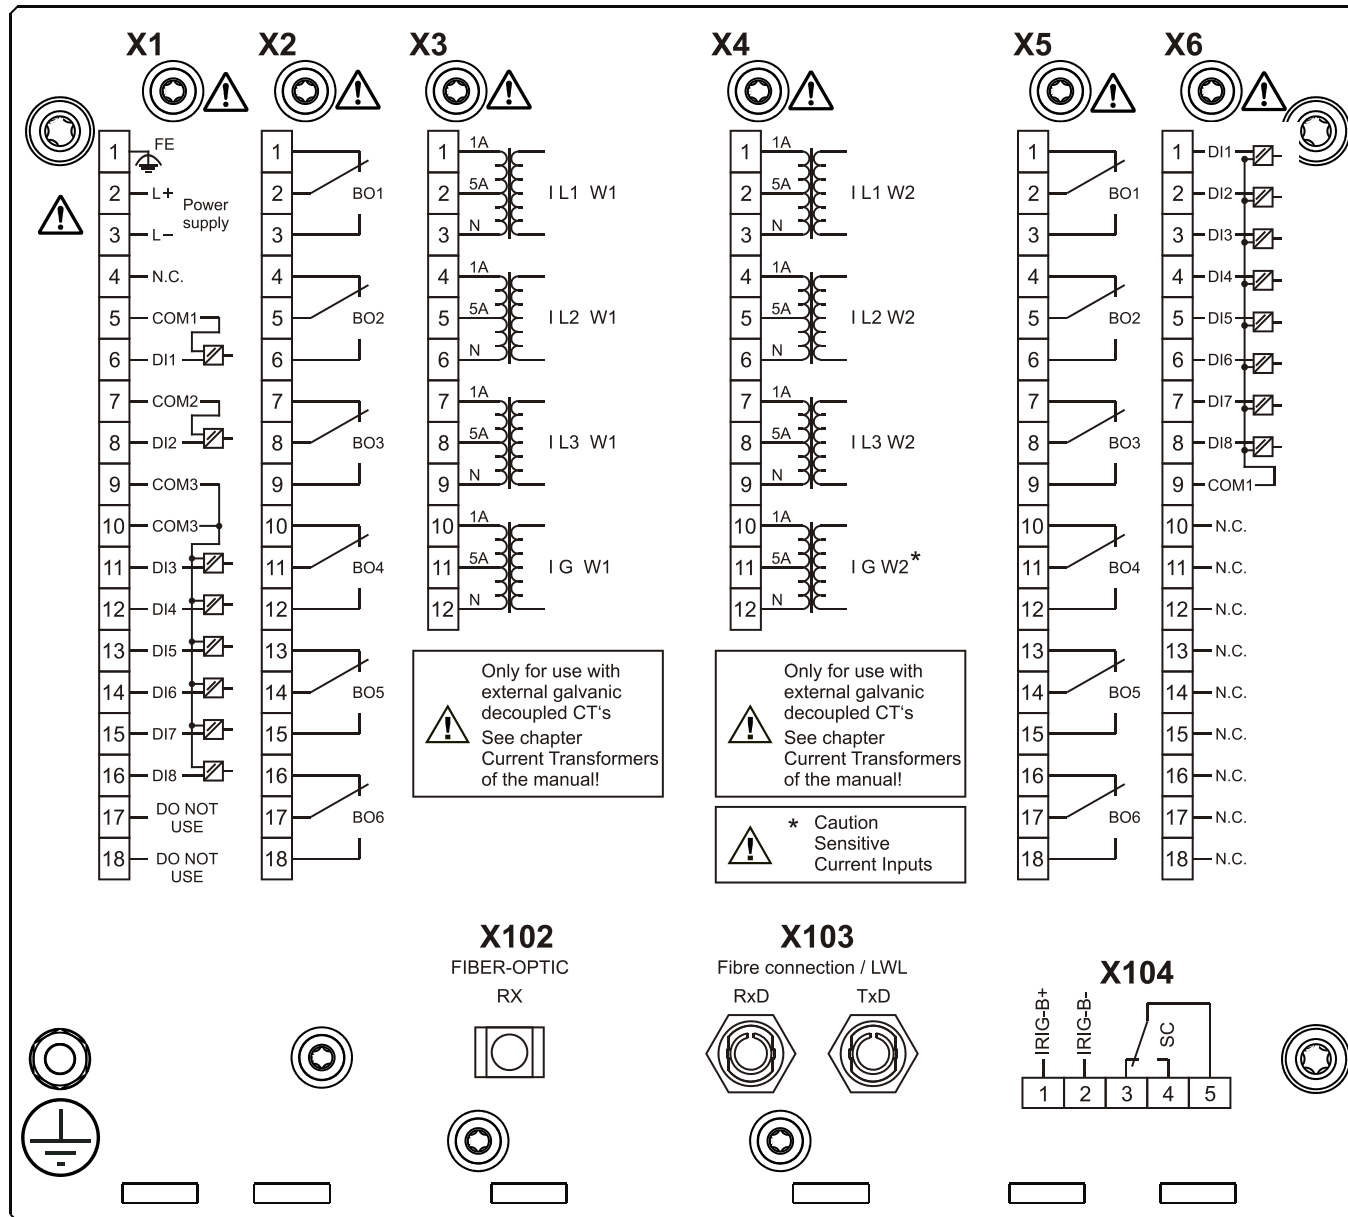 X1
X2
X3
X4
X5
X6
1 FE
2 L+
Power
supply
3 L–
4 N.C.
5 COM1
6 DI1
7 COM2
8 DI2
9 COM3
10 COM3
11 DI3
12 DI4
13 DI5
14 DI6
15 DI7
16 DI8
17 DO NOT
USE
18 DO NOT
USE
1
2 BO1
3
4
5 BO2
6
7
8 BO3
9
10
11 BO4
12
13
14 BO5
15
16
17 BO6
18
1 1A
2 5A I L1 W1
3 N
4 1A
5 5A I L2 W1
6 N
7 1A
8 5A I L3 W1
9 N
10 1A
11 5A I G W1
12 N
Only for use with
external galvanic
decoupled CT‘s
See chapter
Current Transformers
of the manual!
1 1A
2 5A I L1 W2
3 N
4 1A
5 5A I L2 W2
6 N
7 1A
8 5A I L3 W2
9 N
10 1A
11 5A I G W2*
12 N
Only for use with
external galvanic
decoupled CT‘s
See chapter
Current Transformers
of the manual!
* Caution
Sensitive
Current Inputs
1
2 BO1
3
4
5 BO2
6
7
8 BO3
9
10
11 BO4
12
13
14 BO5
15
16
17 BO6
18
1 DI1
2 DI2
3 DI3
4 DI4
5 DI5
6 DI6
7 DI7
8 DI8
9 COM1
10 N.C.
11 N.C.
12 N.C.
13 N.C.
14 N.C.
15 N.C.
16 N.C.
17 N.C.
18 N.C.
X102
FIBER-OPTIC
RX
X103
Fibre connection / LWL
RxD TxD
X104
IRIG-B+
IRIG-B-
SC
1 2 3 4 5